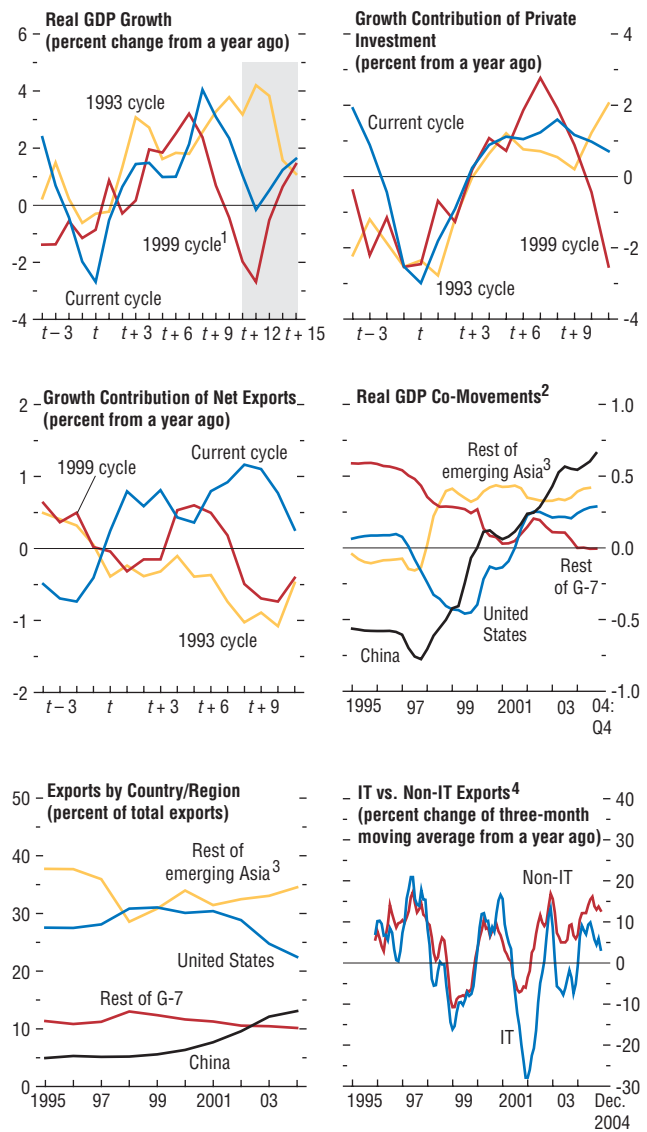 Real GDP Growth
(percent change from a year ago)
6
4
2
0
-2
-4
1993 cycle
1999 cycle1
Current cycle
t – 3
t
t + 3
t + 6
t + 9
t + 12
t + 15
Growth Contribution of Private
Investment
(percent from a year ago)
4
2
0
-2
-4
Current cycle
1999 cycle
1993 cycle
t – 3
t
t + 3
t + 6
t + 9
Growth Contribution of Net Exports
(percent from a year ago)
2
1
0
-1
-2
Current cycle
1999 cycle
1993 cycle
t – 3
t
t + 3
t + 6
t + 9
Real GDP Co-Movements2
1.0
0.5
0.0
-0.5
-1.0
Rest of
emerging Asia3
Rest
of G-7
United
States
China
1995
97
99
2001
03
04:
Q4
Exports by Country/Region
(percent of total exports)
50
40
30
20
10
0
Rest of
emerging Asia3
United States
Rest of G-7
China
1995
97
99
2001
03
IT vs. Non-IT Exports4
(percent change of three-month
moving average from a year ago)
40
30
20
10
0
-10
-20
-30
Non-IT
IT
1995
97
99
2001
03
Dec.
2004